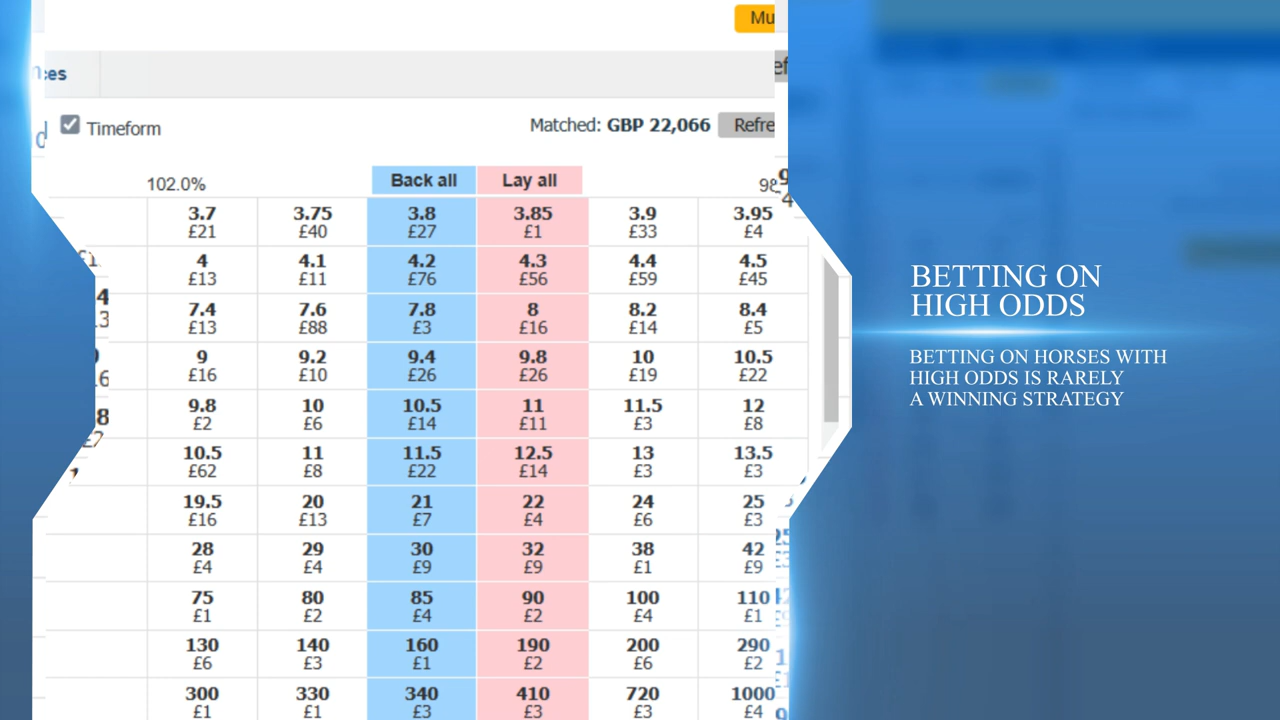 Mu
ces
Timeform
Matched: GBP 22,066
Refre
102.0%
Back all
Lay all
98
3.7 3.75 3.8 3.85 3.9 3.95
£21 £40 £27 £1 £33 £4
4 4.1 4.2 4.3 4.4 4.5
£13 £11 £76 £56 £59 £45
7.4 7.6 7.8 8 8.2 8.4
£13 £88 £3 £16 £14 £5
9 9.2 9.4 9.8 10 10.5
£16 £10 £26 £26 £19 £22
9.8 10 10.5 11 11.5 12
£2 £6 £14 £11 £3 £8
10.5 11 11.5 12.5 13 13.5
£62 £8 £22 £14 £3 £3
19.5 20 21 22 24 25
£16 £13 £7 £4 £6 £3
28 29 30 32 38 42
£4 £4 £9 £9 £1 £9
75 80 85 90 100 110
£1 £2 £4 £2 £4 £1
130 140 160 190 200 290
£6 £3 £1 £2 £6 £2
300 330 340 410 720 1000
£1 £1 £3 £3 £3 £4
BETTING ON
HIGH ODDS
BETTING ON HORSES WITH
HIGH ODDS IS RARELY
A WINNING STRATEGY